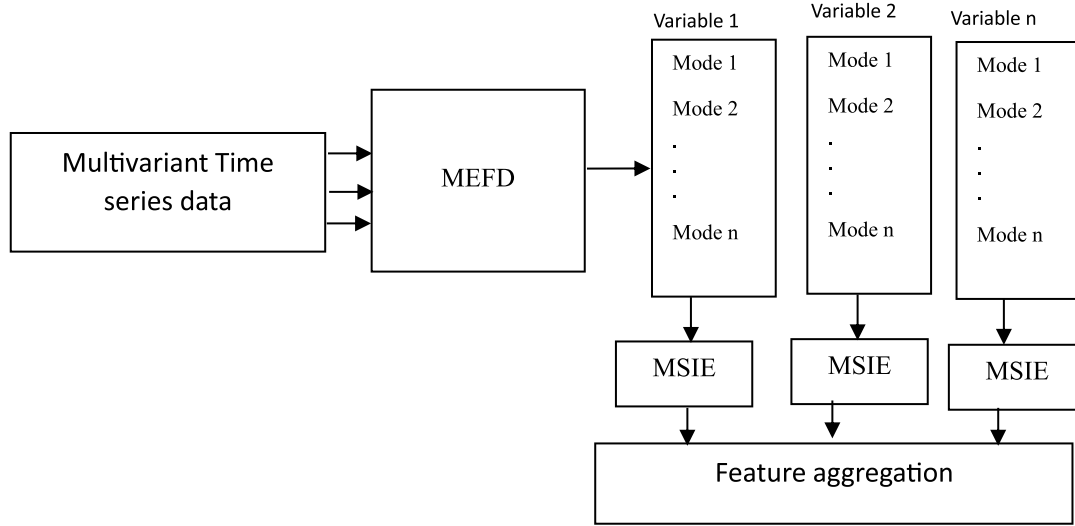 Variable 1
Variable 2
Variable n
Multivariant Time
series data
MEFD
Mode 1
Mode 2
.
.
.
Mode n
Mode 1
Mode 2
.
.
.
Mode n
Mode 1
Mode 2
.
.
.
Mode n
MSIE
MSIE
MSIE
Feature aggregation